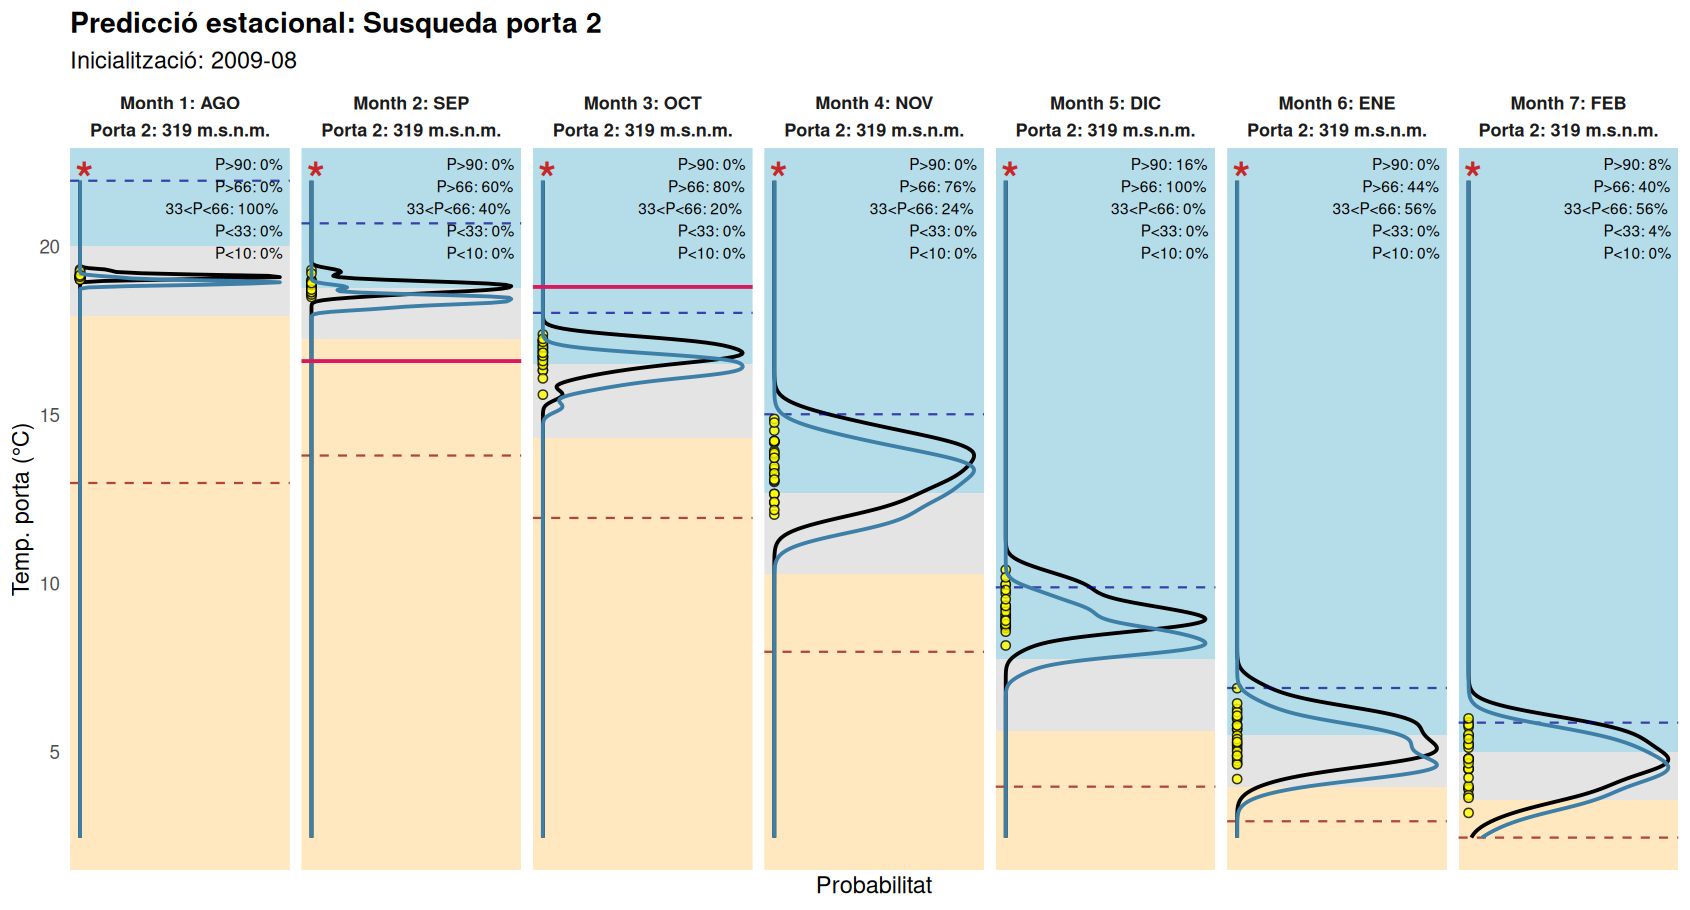 Predicció estacional: Susqueda porta 2
Inicialització: 2009-08
Month 1: AGO
Porta 2: 319 m.s.n.m.
Month 2: SEP
Porta 2: 319 m.s.n.m.
Month 3: OCT
Porta 2: 319 m.s.n.m.
Month 4: NOV
Porta 2: 319 m.s.n.m.
Month 5: DIC
Porta 2: 319 m.s.n.m.
Month 6: ENE
Porta 2: 319 m.s.n.m.
Month 7: FEB
Porta 2: 319 m.s.n.m.
*
P>90: 0%
P>66: 0%
33<P<66: 100%
P<33: 0%
P<10: 0%
*
P>90: 0%
P>66: 60%
33<P<66: 40%
P<33: 0%
P<10: 0%
*
P>90: 0%
P>66: 80%
33<P<66: 20%
P<33: 0%
P<10: 0%
*
P>90: 0%
P>66: 76%
33<P<66: 24%
P<33: 0%
P<10: 0%
*
P>90: 16%
P>66: 100%
33<P<66: 0%
P<33: 0%
P<10: 0%
*
P>90: 0%
P>66: 44%
33<P<66: 56%
P<33: 0%
P<10: 0%
*
P>90: 8%
P>66: 40%
33<P<66: 56%
P<33: 4%
P<10: 0%
20
15
10
5
Temp. porta (°C)
Probabilitat